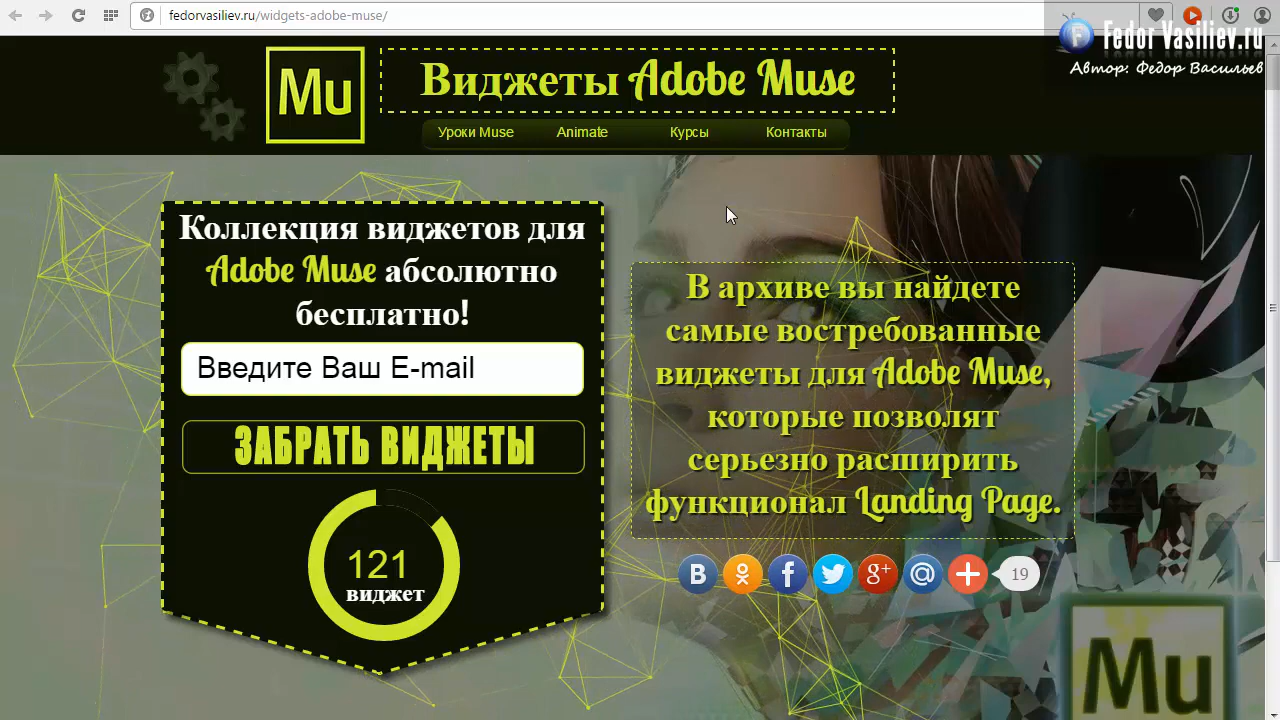 fedorvasiliev.ru/widgets-adobe-muse/
Fedor Vasiliev.ru
Автор: Федор Васильев
Mu
Виджеты Adobe Muse
Уроки Muse Animate Курсы Контакты
Коллекция виджетов для
Adobe Muse абсолютно
бесплатно!
Введите Ваш E-mail
ЗАБРАТЬ ВИДЖЕТЫ
121
виджет
В архиве вы найдете
самые востребованные
виджеты для Adobe Muse,
которые позволят
серьезно расширить
функционал Landing Page.
19
Mu